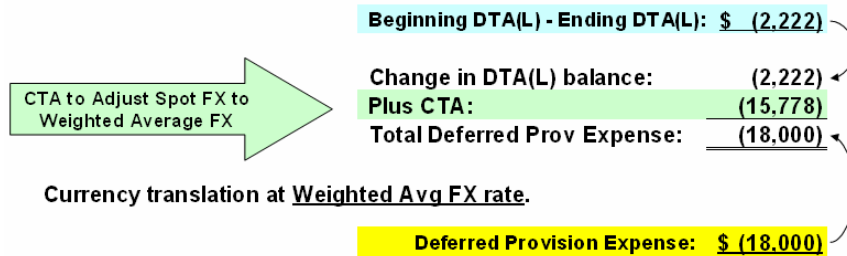 Beginning DTA(L) - Ending DTA(L): $ (2,222)
Change in DTA(L) balance: (2,222)
CTA to Adjust Spot FX to
Weighted Average FX
Plus CTA: (15,778)
Total Deferred Prov Expense: (18,000)
Currency translation at Weighted Avg FX rate.
Deferred Provision Expense: $ (18,000)